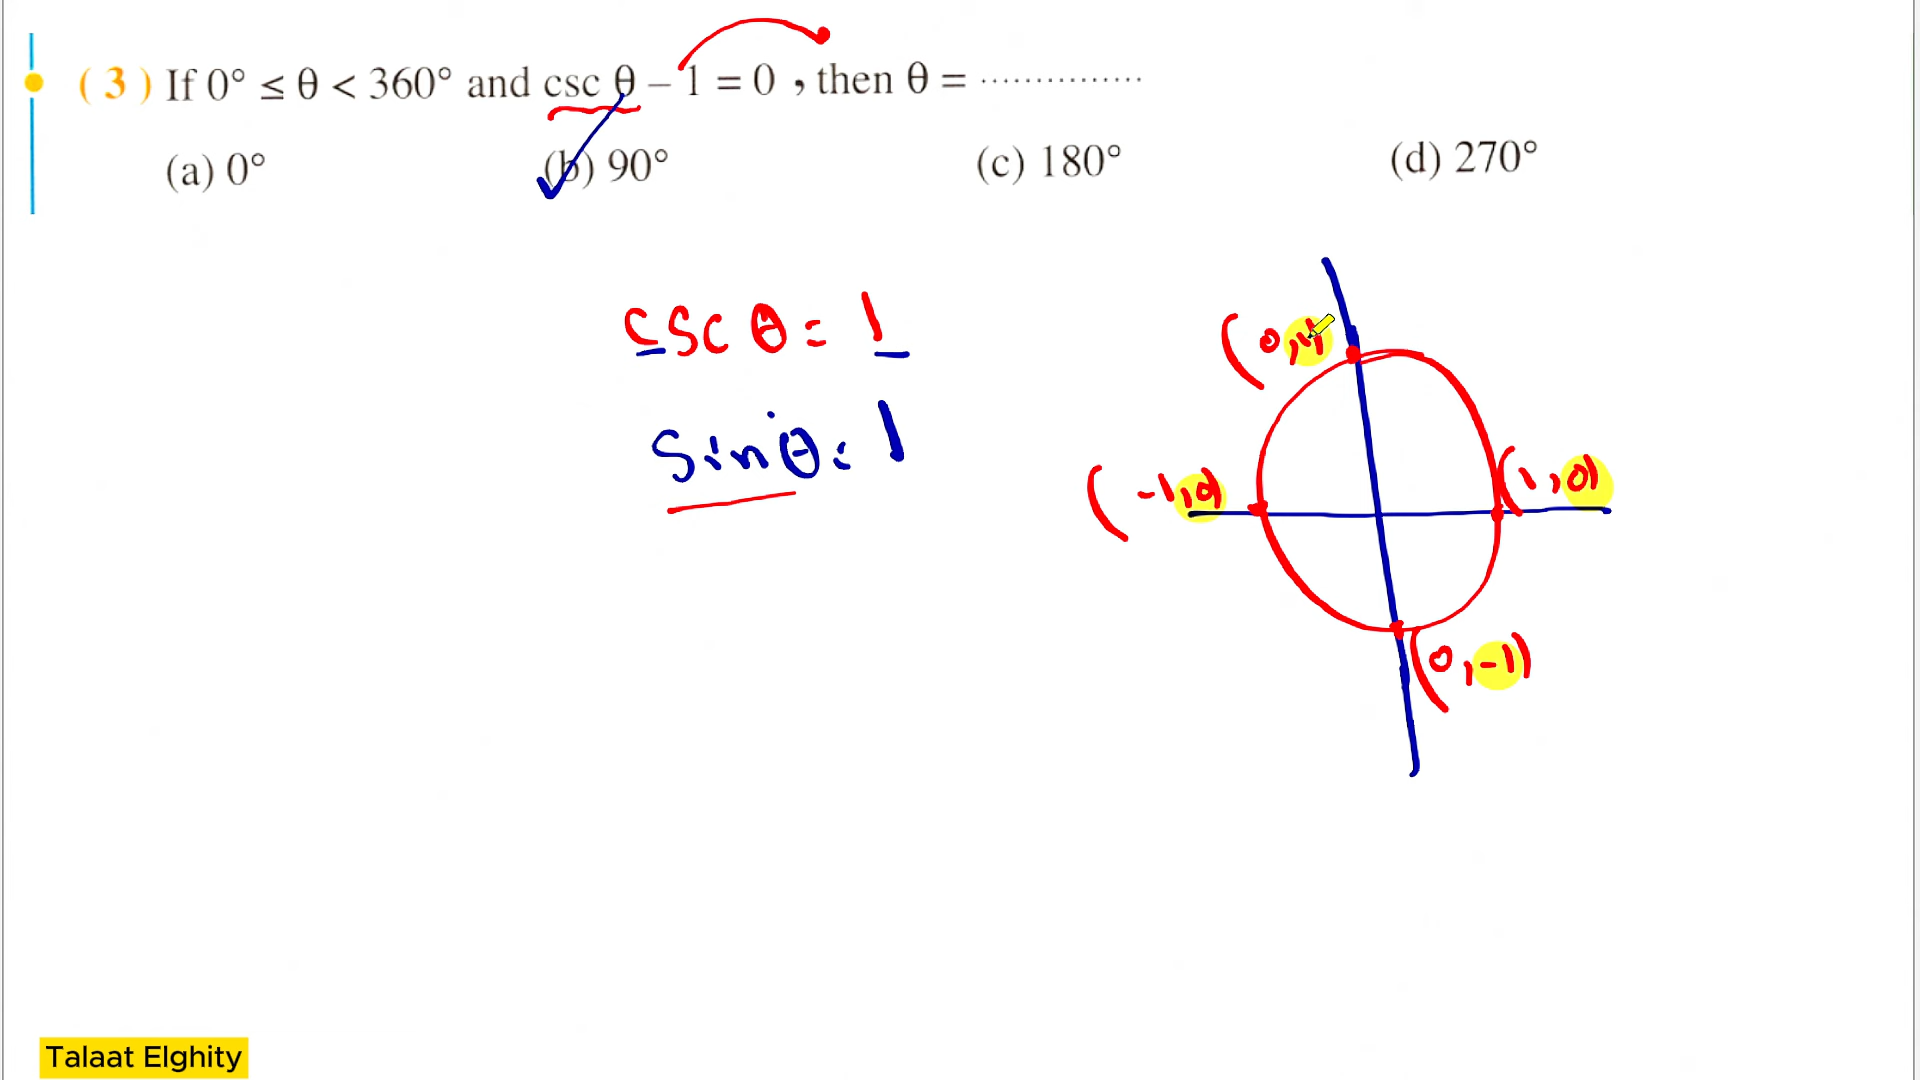 ( 3 ) If 0° ≤ θ < 360° and csc θ – 1 = 0 , then θ = ...............
(a) 0° (b) 90° (c) 180° (d) 270°
csc θ = 1
sin θ = 1
(0,1)
(-1,0)
(1,0)
(0,-1)
Talaat Elghity